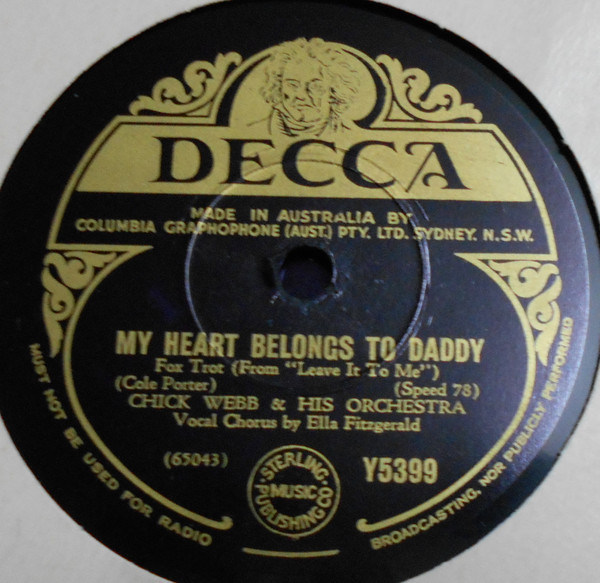 DECCA
MADE IN AUSTRALIA BY
COLUMBIA GRAPHOPHONE (AUST.) PTY. LTD. SYDNEY. N.S.W.
MY HEART BELONGS TO DADDY
Fox Trot (From "Leave It To Me")
(Cole Porter) (Speed 78)
CHICK WEBB & HIS ORCHESTRA
Vocal Chorus by Ella Fitzgerald
(65043)
STERLING
MUSIC
PUBLISHING CO
Y5399
MUST NOT BE USED FOR RADIO BROADCASTING, NOR PUBLICLY PERFORMED